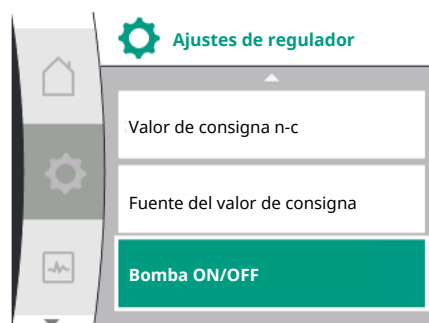 Ajustes de regulador
Valor de consigna n-c
Fuente del valor de consigna
Bomba ON/OFF